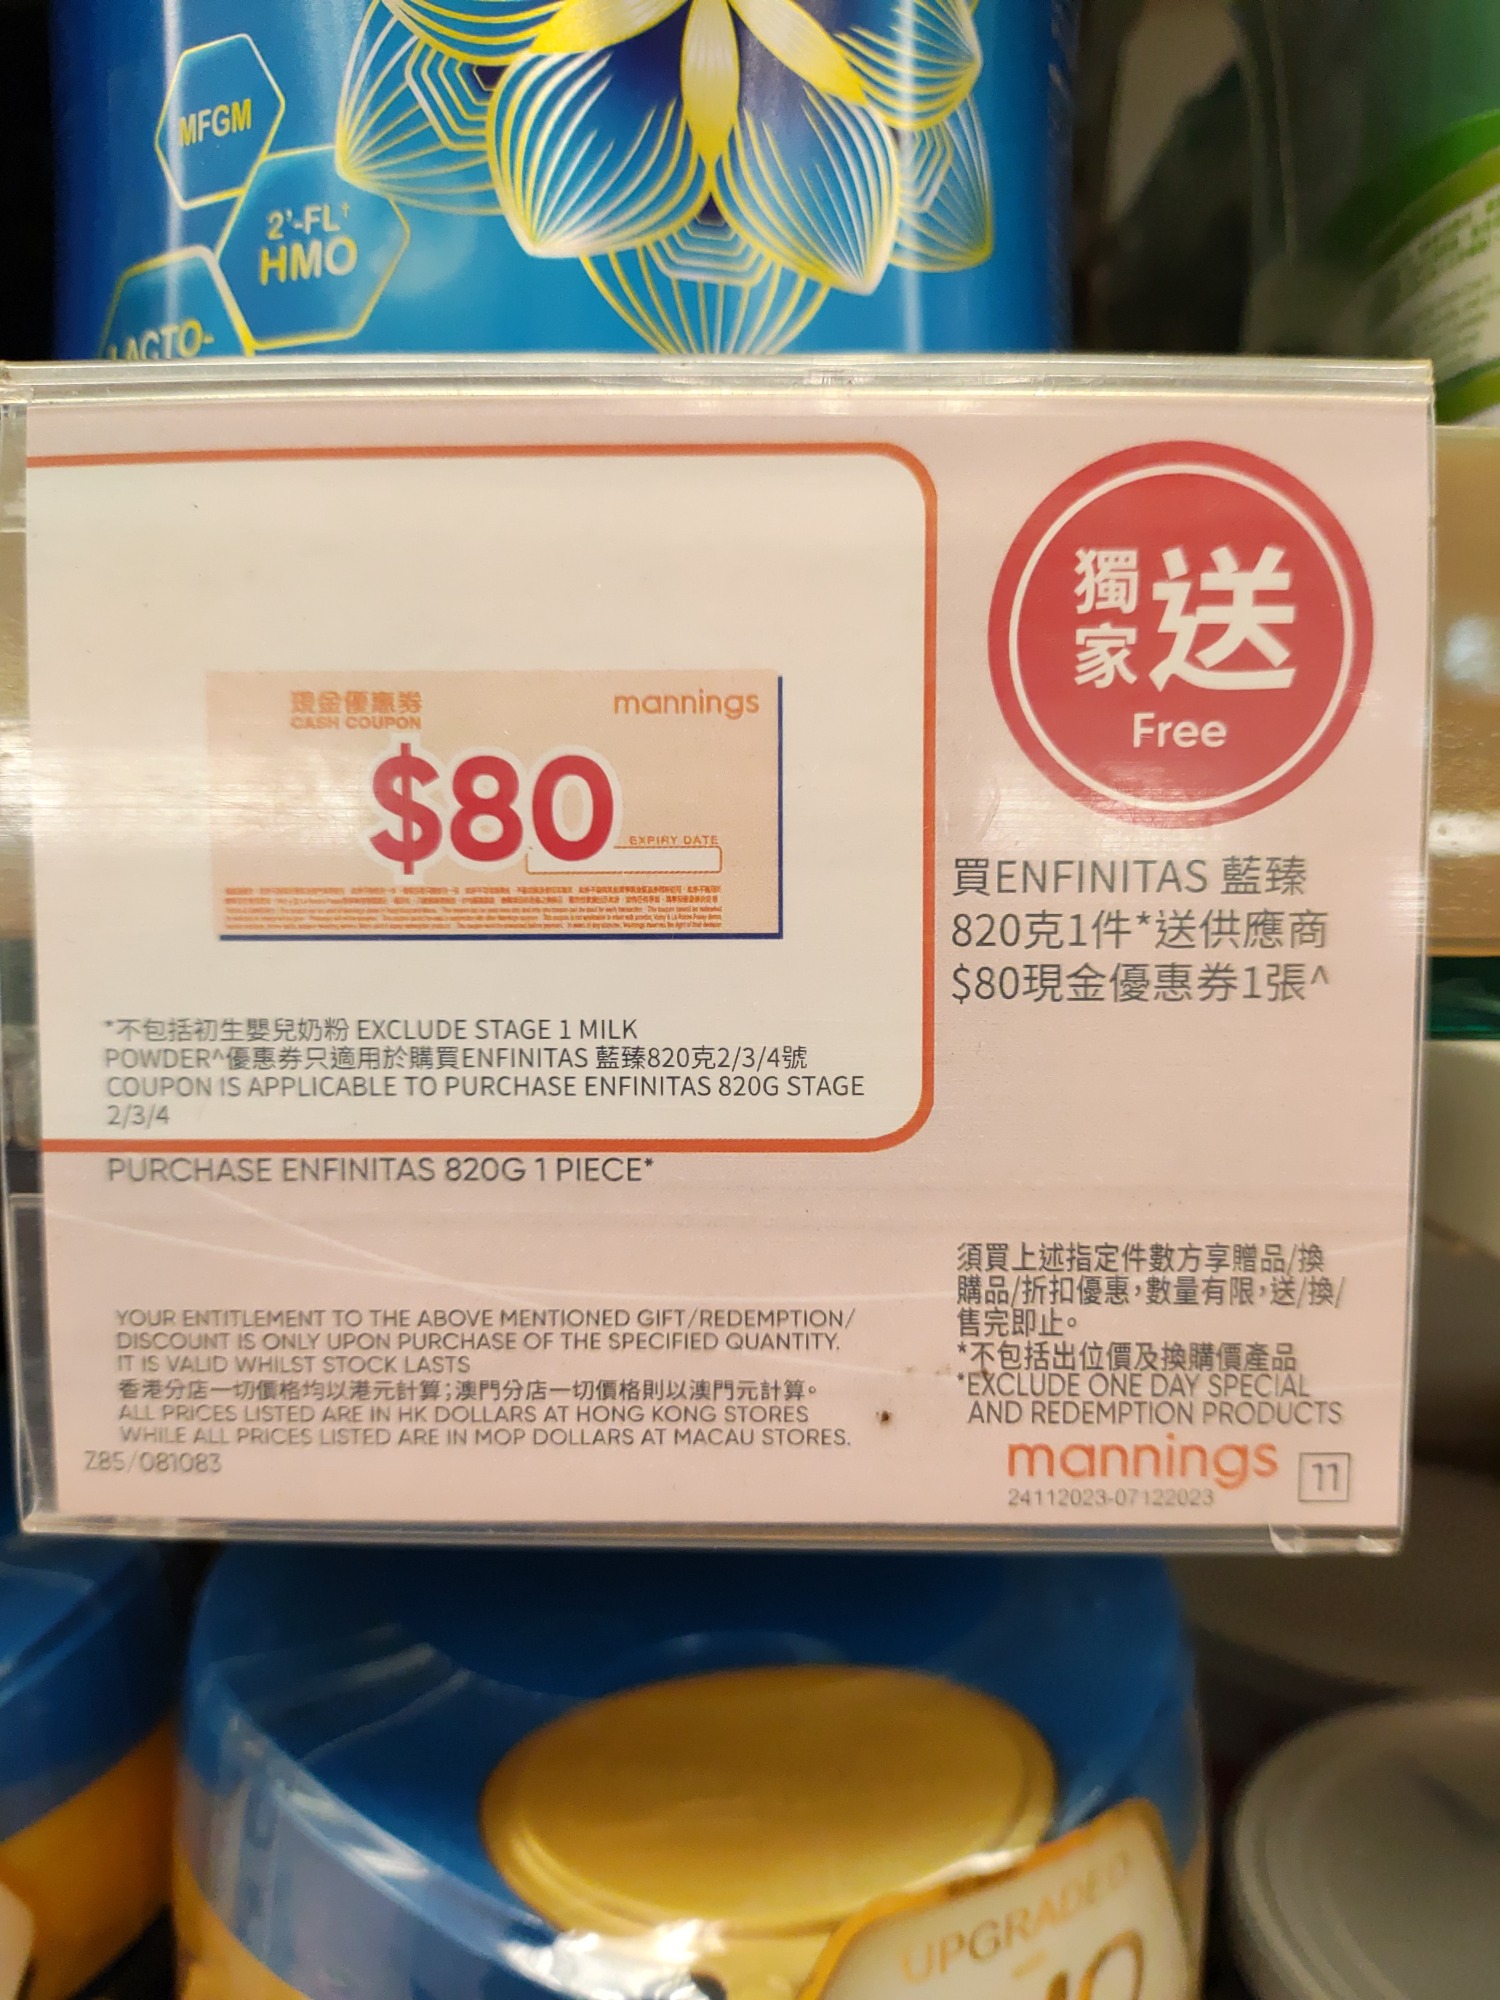 MFGM
2'-FL†
HMO
LACTO-
獨家 送
Free
現金優惠券
CASH COUPON
mannings
$80
EXPIRY DATE
買ENFINITAS 藍臻
820克1件*送供應商
$80現金優惠券1張^
*不包括初生嬰兒奶粉 EXCLUDE STAGE 1 MILK
POWDER^優惠券只適用於購買ENFINITAS 藍臻820克2/3/4號
COUPON IS APPLICABLE TO PURCHASE ENFINITAS 820G STAGE
2/3/4
PURCHASE ENFINITAS 820G 1 PIECE*
須買上述指定件數方享贈品/換
購品/折扣優惠,數量有限,送/換/
售完即止。
*不包括出位價及換購價產品
*EXCLUDE ONE DAY SPECIAL
AND REDEMPTION PRODUCTS
YOUR ENTITLEMENT TO THE ABOVE MENTIONED GIFT/REDEMPTION/
DISCOUNT IS ONLY UPON PURCHASE OF THE SPECIFIED QUANTITY.
IT IS VALID WHILST STOCK LASTS
香港分店一切價格均以港元計算;澳門分店一切價格則以澳門元計算。
ALL PRICES LISTED ARE IN HK DOLLARS AT HONG KONG STORES
WHILE ALL PRICES LISTED ARE IN MOP DOLLARS AT MACAU STORES.
Z85/081083
mannings 11
24112023-07122023
UPGRADED